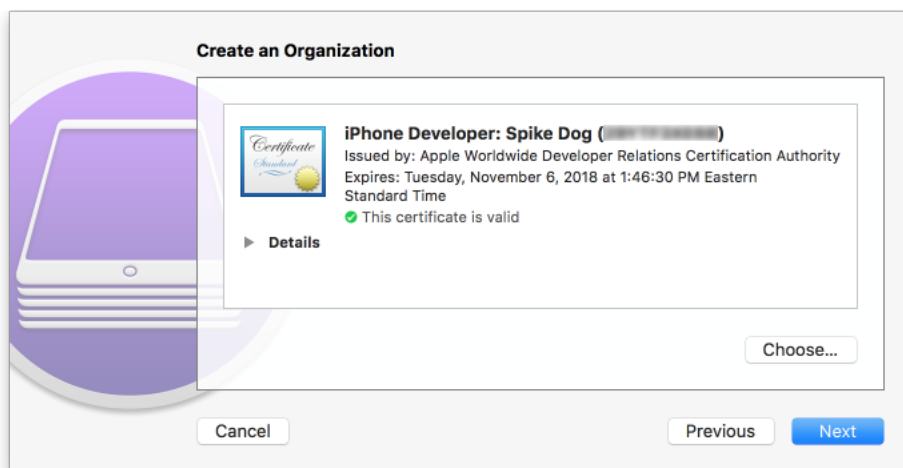 Create an Organization
Certificate
Standard
iPhone Developer: Spike Dog ( )
Issued by: Apple Worldwide Developer Relations Certification Authority
Expires: Tuesday, November 6, 2018 at 1:46:30 PM Eastern
Standard Time
This certificate is valid
Details
Choose...
Cancel
Previous
Next